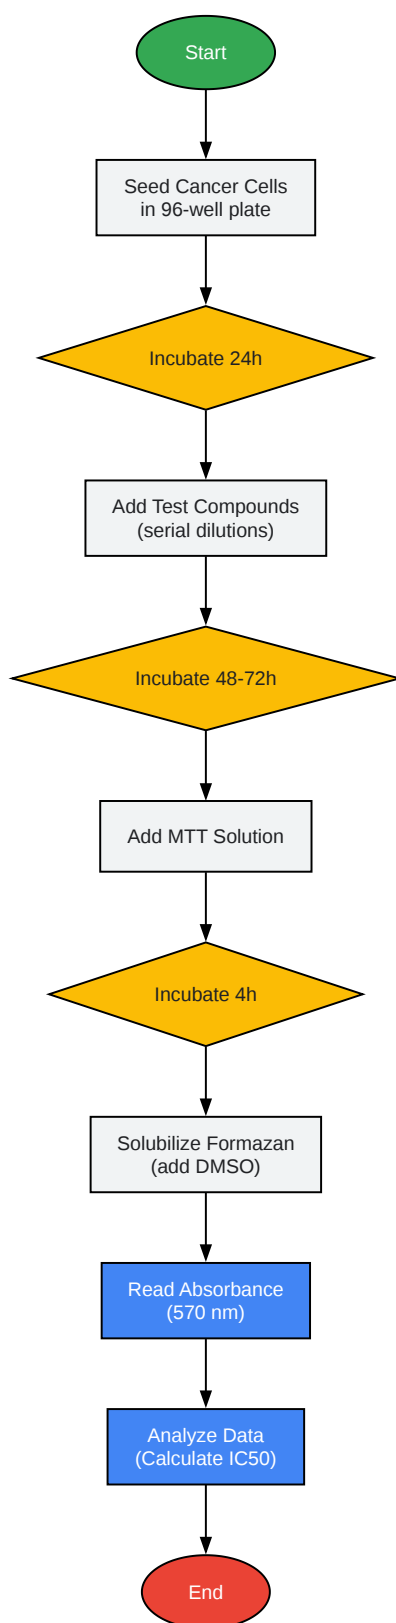 Start
Seed Cancer Cells
in 96-well plate
Incubate 24h
Add Test Compounds
(serial dilutions)
Incubate 48-72h
Add MTT Solution
Incubate 4h
Solubilize Formazan
(add DMSO)
Read Absorbance
(570 nm)
Analyze Data
(Calculate IC50)
End